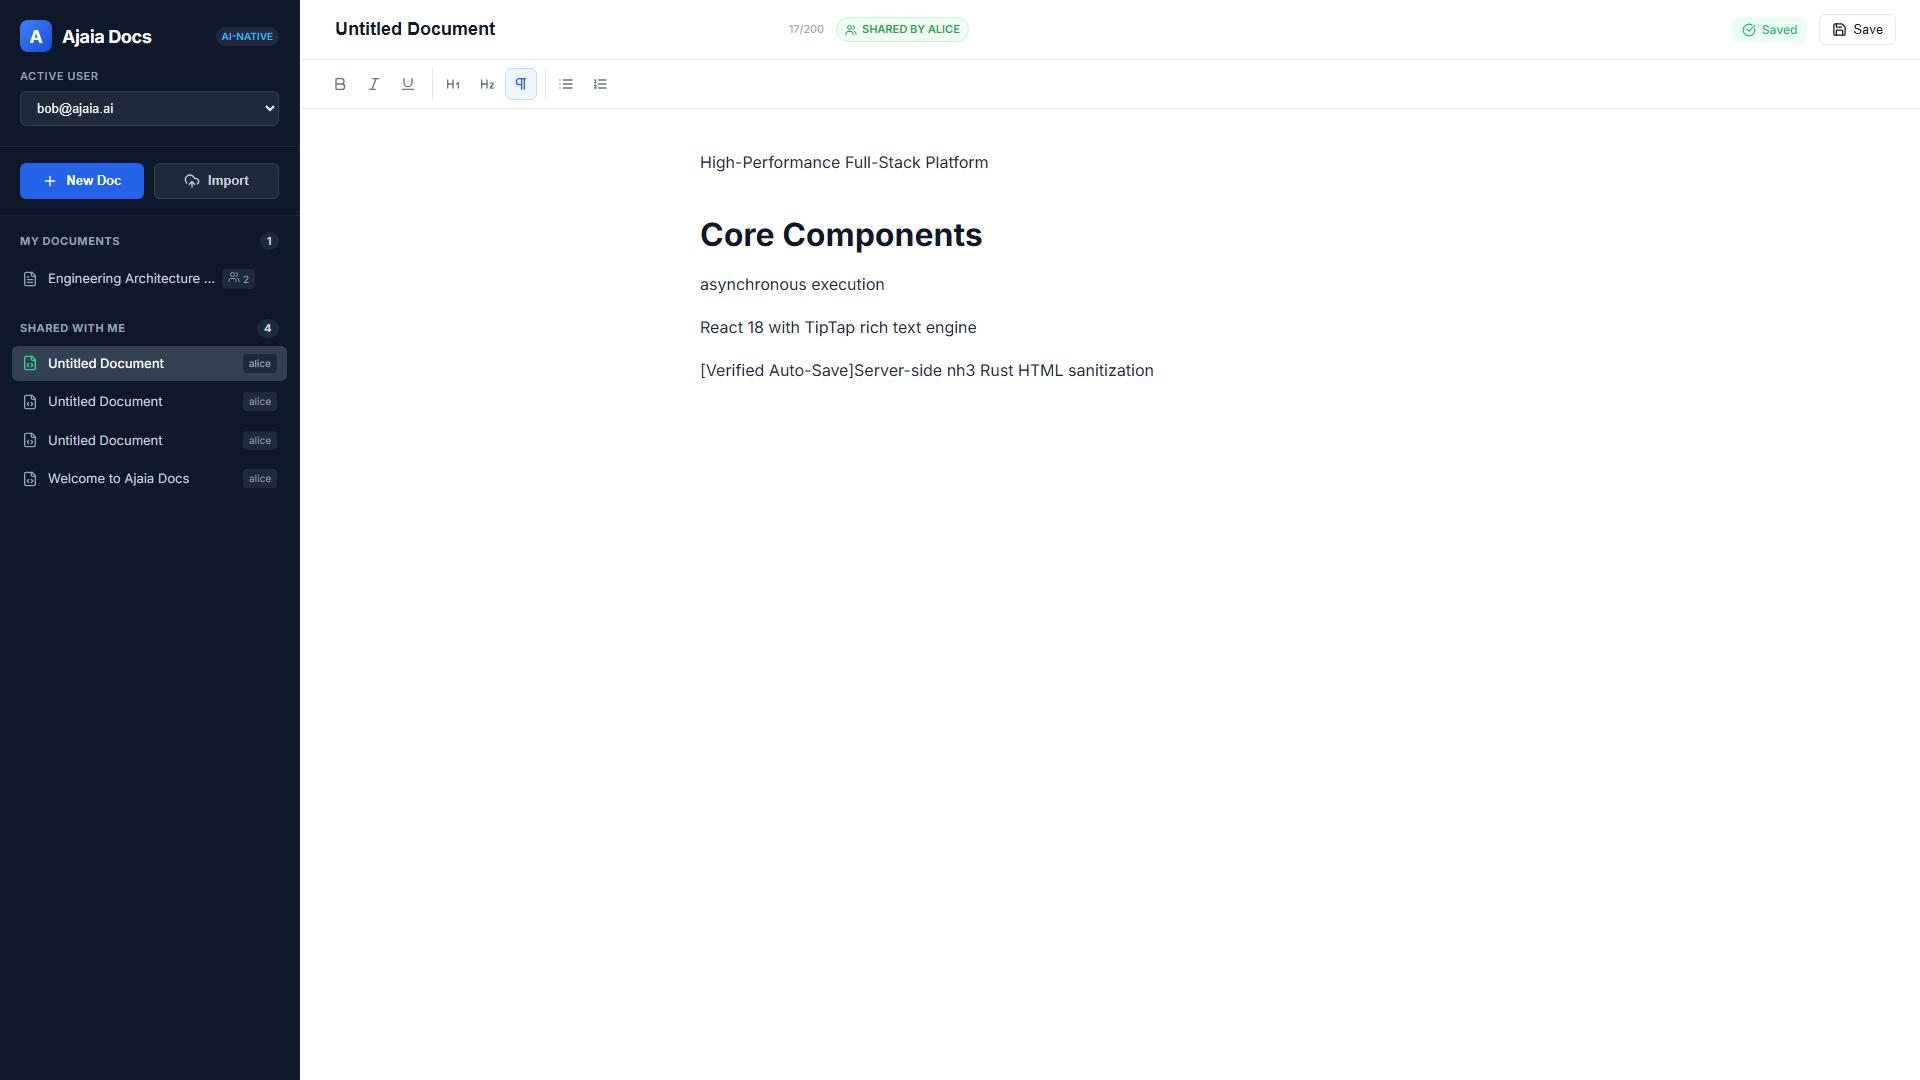 A Ajaia Docs AI-NATIVE
ACTIVE USER
bob@ajaia.ai
New Doc Import
MY DOCUMENTS 1
Engineering Architecture ... 2
SHARED WITH ME 4
Untitled Document alice
Untitled Document alice
Untitled Document alice
Welcome to Ajaia Docs alice
Untitled Document 17/200 SHARED BY ALICE Saved Save
B I U H1 H2 ¶
High-Performance Full-Stack Platform
Core Components
asynchronous execution
React 18 with TipTap rich text engine
[Verified Auto-Save]Server-side nh3 Rust HTML sanitization